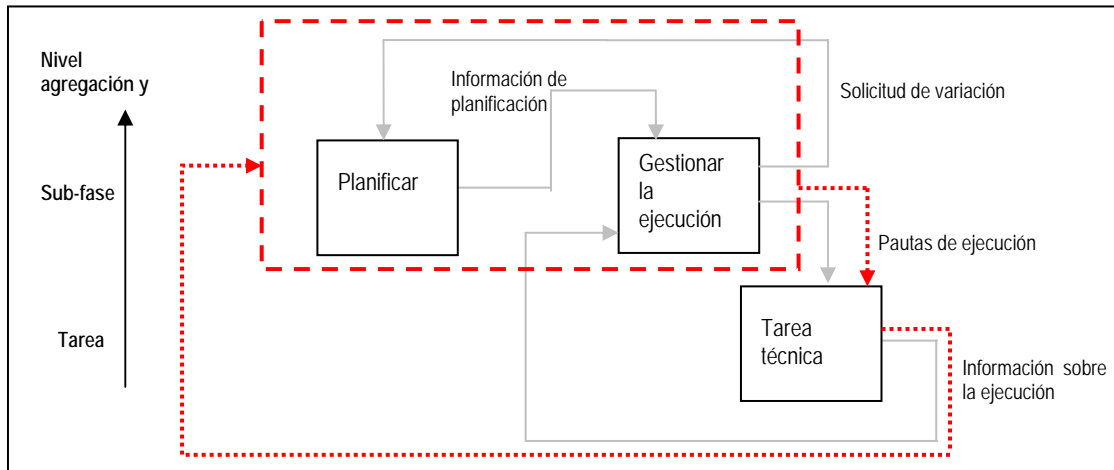 Nivel
agregación y
Información de
planificación
Solicitud de variación
Sub-fase
Planificar
Gestionar
la
ejecución
Pautas de ejecución
Tarea
Tarea
técnica
Información sobre
la ejecución